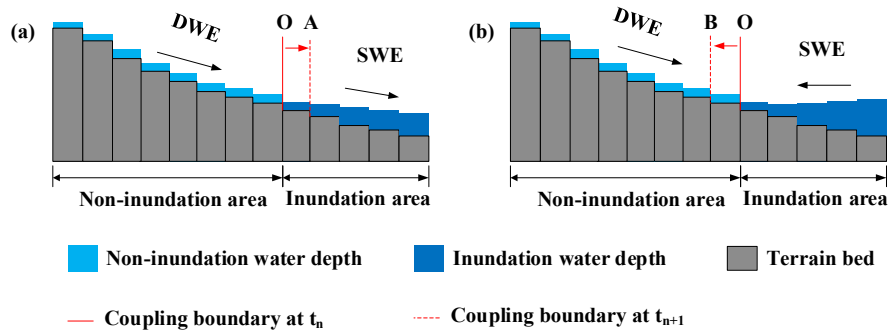 (a) DWE O A SWE
Non-inundation area Inundation area
(b) DWE B O SWE
Non-inundation area Inundation area
Non-inundation water depth Inundation water depth Terrain bed
Coupling boundary at tn Coupling boundary at tn+1